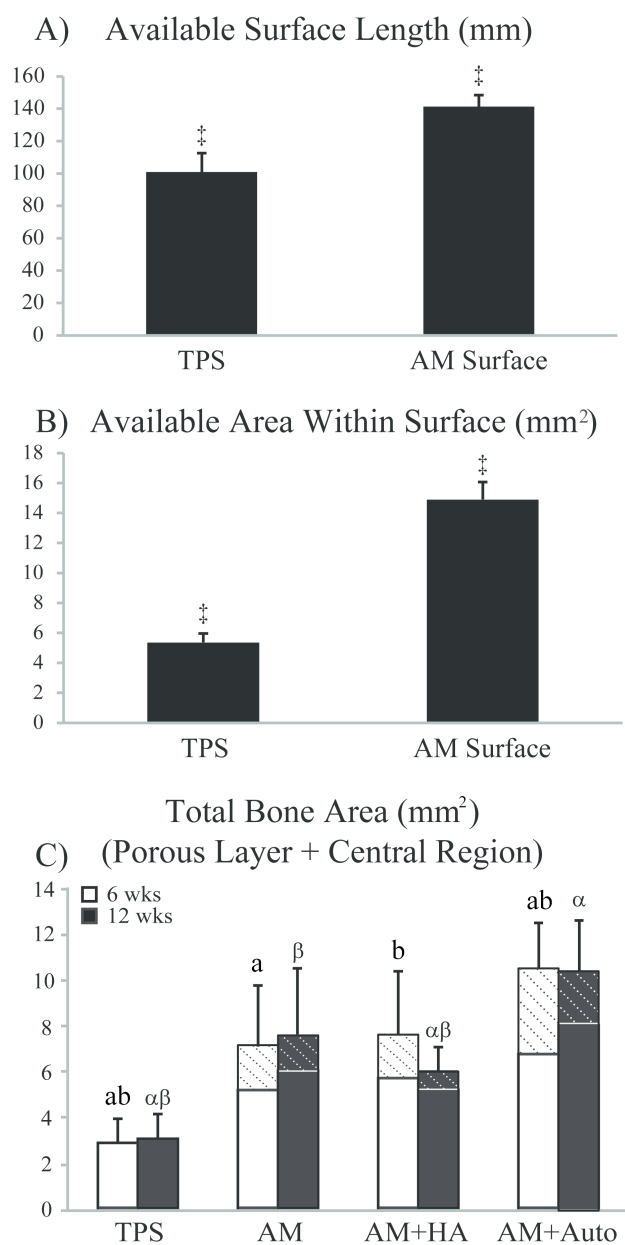 A) Available Surface Length (mm)
160
140
120
100
80
60
40
20
0
‡
‡
TPS
AM Surface
B) Available Area Within Surface (mm²)
18
16
14
12
10
8
6
4
2
0
‡
‡
TPS
AM Surface
Total Bone Area (mm²)
C) (Porous Layer + Central Region)
14
12
10
8
6
4
2
0
6 wks
12 wks
ab
αβ
a
β
b
αβ
ab
α
TPS
AM
AM+HA
AM+Auto